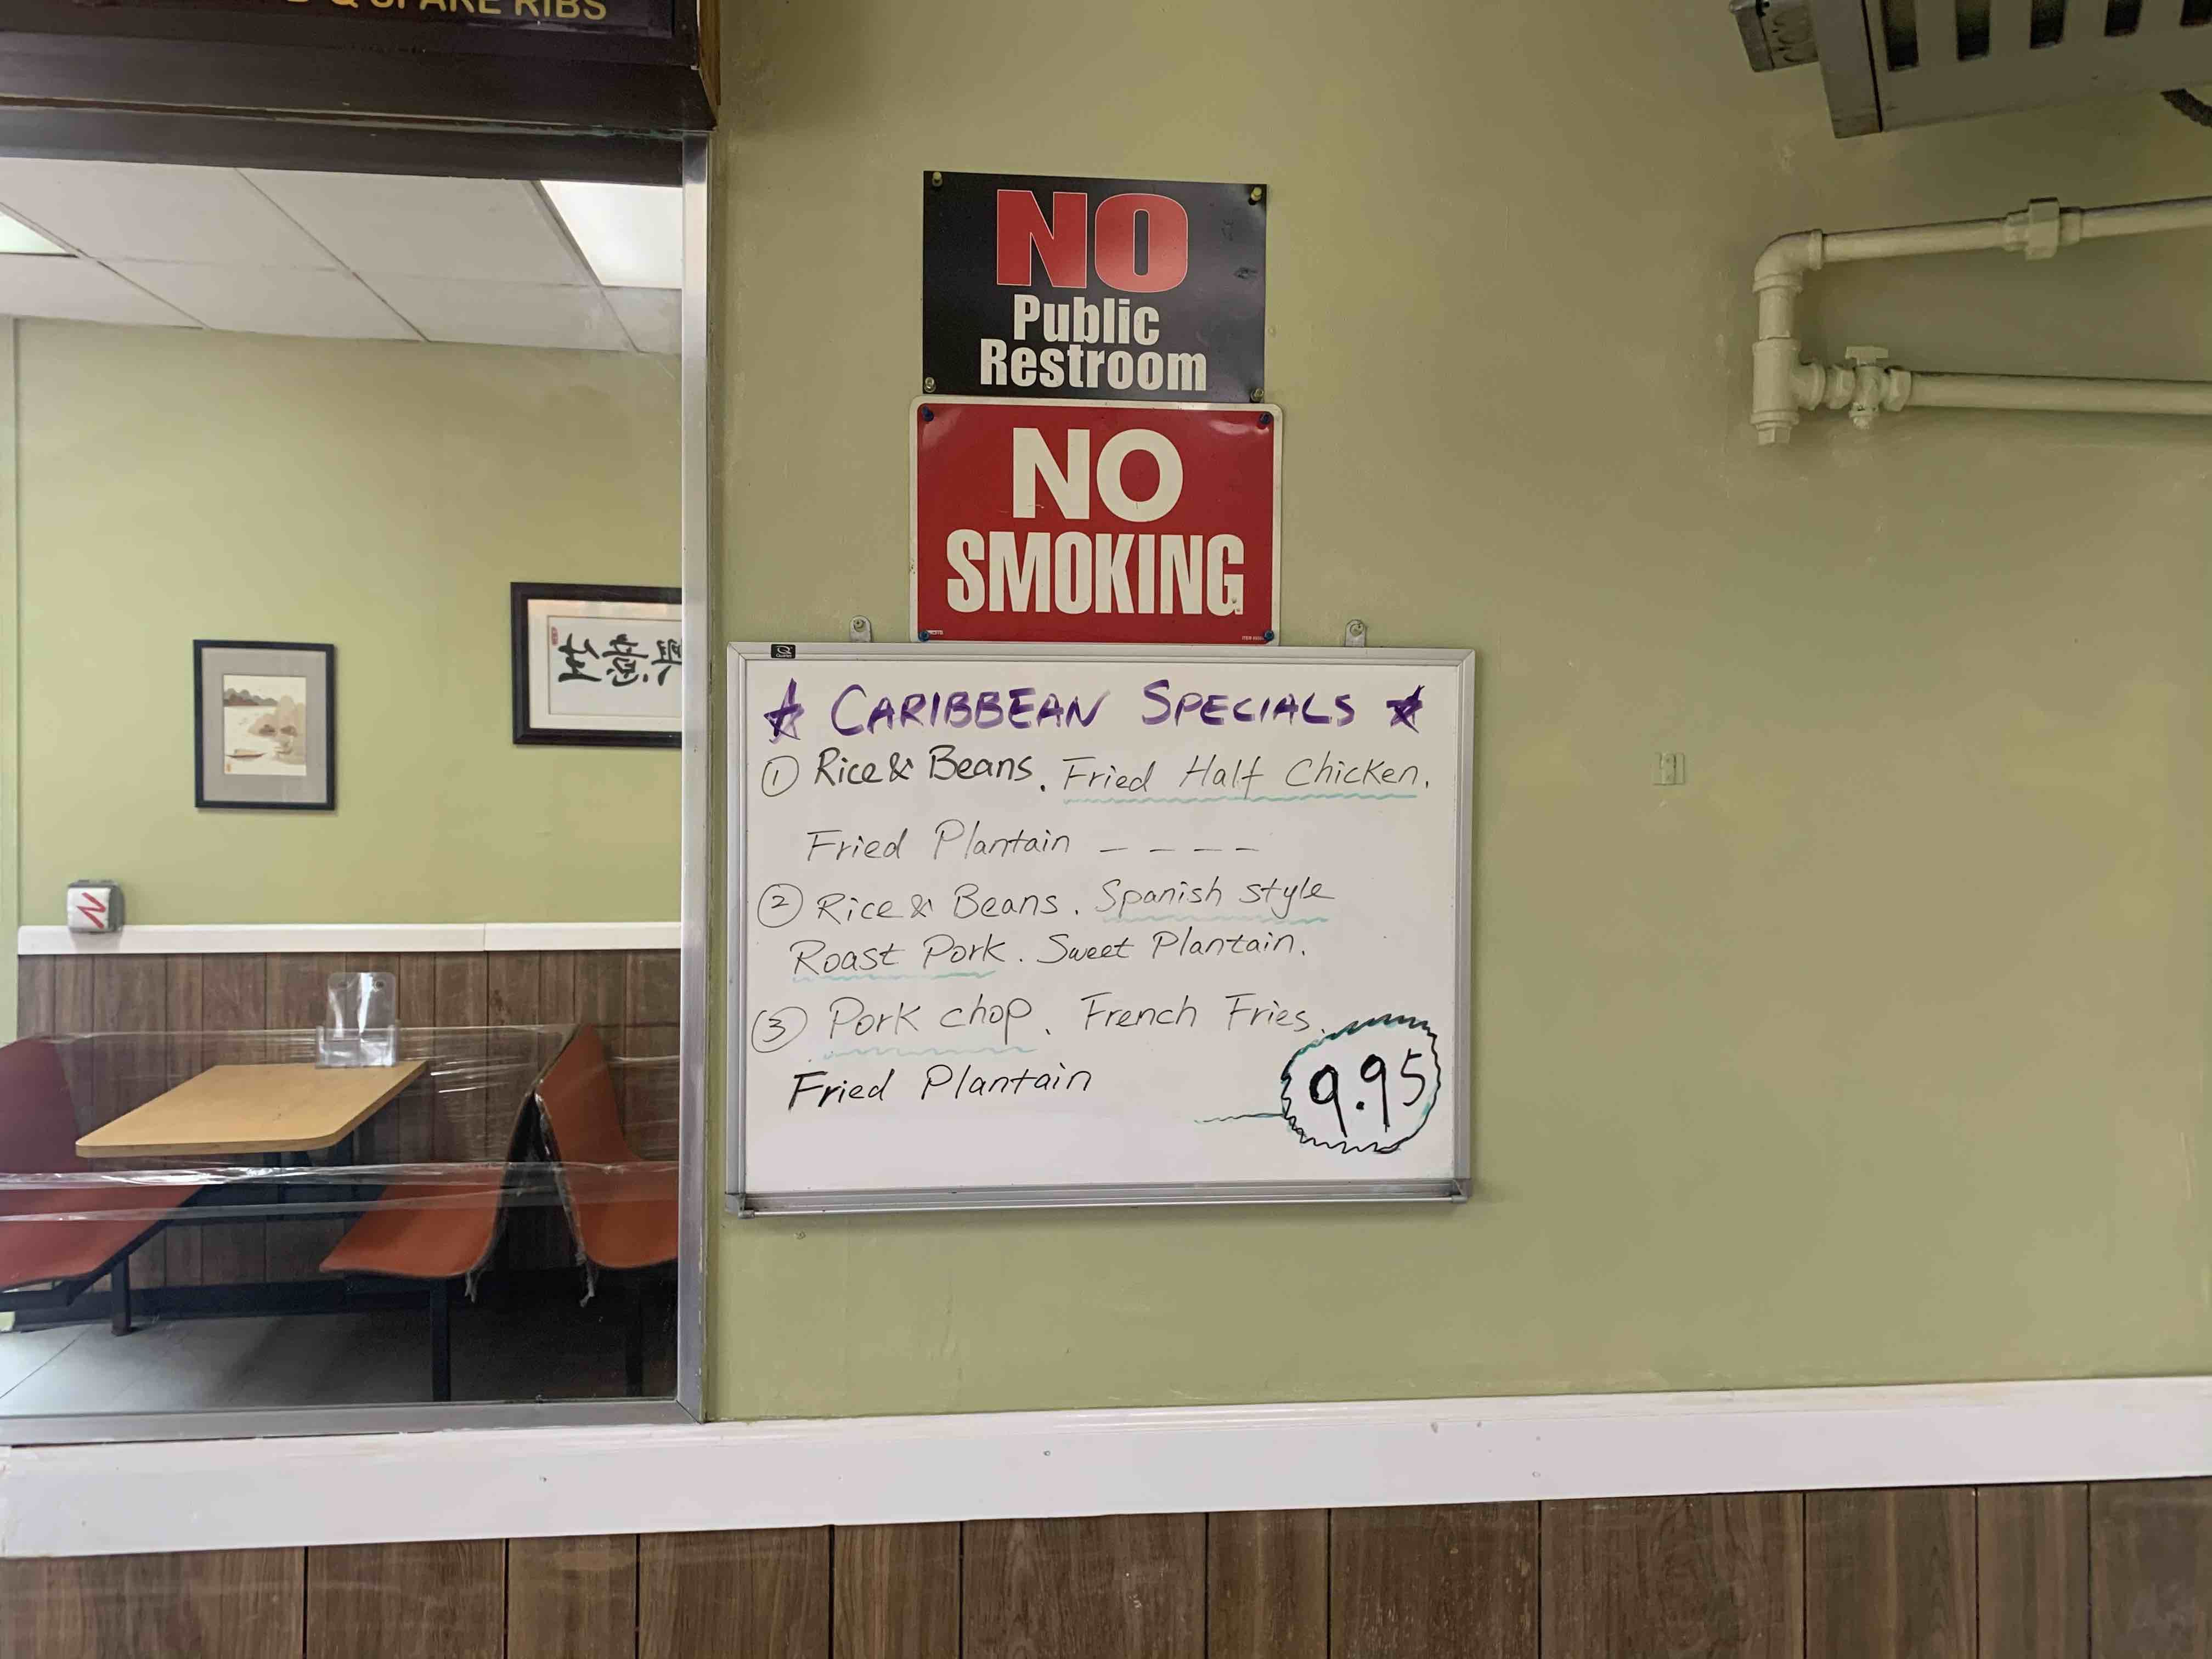 Q SPARE RIBS
NO
Public
Restroom
NO
SMOKING
生意興
☆ CARIBBEAN SPECIALS ☆
① Rice & Beans. Fried Half Chicken.
Fried Plantain – – – –
② Rice & Beans. Spanish style
Roast Pork. Sweet Plantain.
③ Pork chop. French Fries.
Fried Plantain
9.95